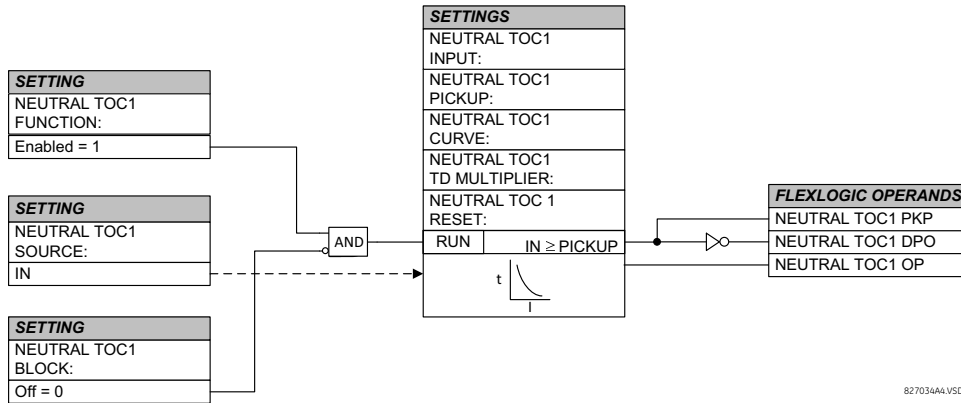 SETTING
NEUTRAL TOC1
FUNCTION:
Enabled = 1
SETTING
NEUTRAL TOC1
SOURCE:
IN
SETTING
NEUTRAL TOC1
BLOCK:
Off = 0
AND
SETTINGS
NEUTRAL TOC1
INPUT:
NEUTRAL TOC1
PICKUP:
NEUTRAL TOC1
CURVE:
NEUTRAL TOC1
TD MULTIPLIER:
NEUTRAL TOC 1
RESET:
RUN IN ≥ PICKUP
t
I
FLEXLOGIC OPERANDS
NEUTRAL TOC1 PKP
NEUTRAL TOC1 DPO
NEUTRAL TOC1 OP
827034A4.VSD